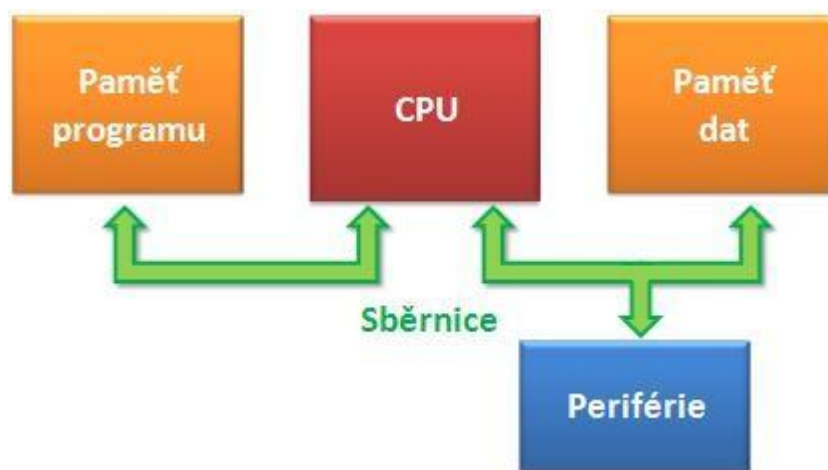 Paměť
programu
CPU
Paměť
dat
Sběrnice
Periférie